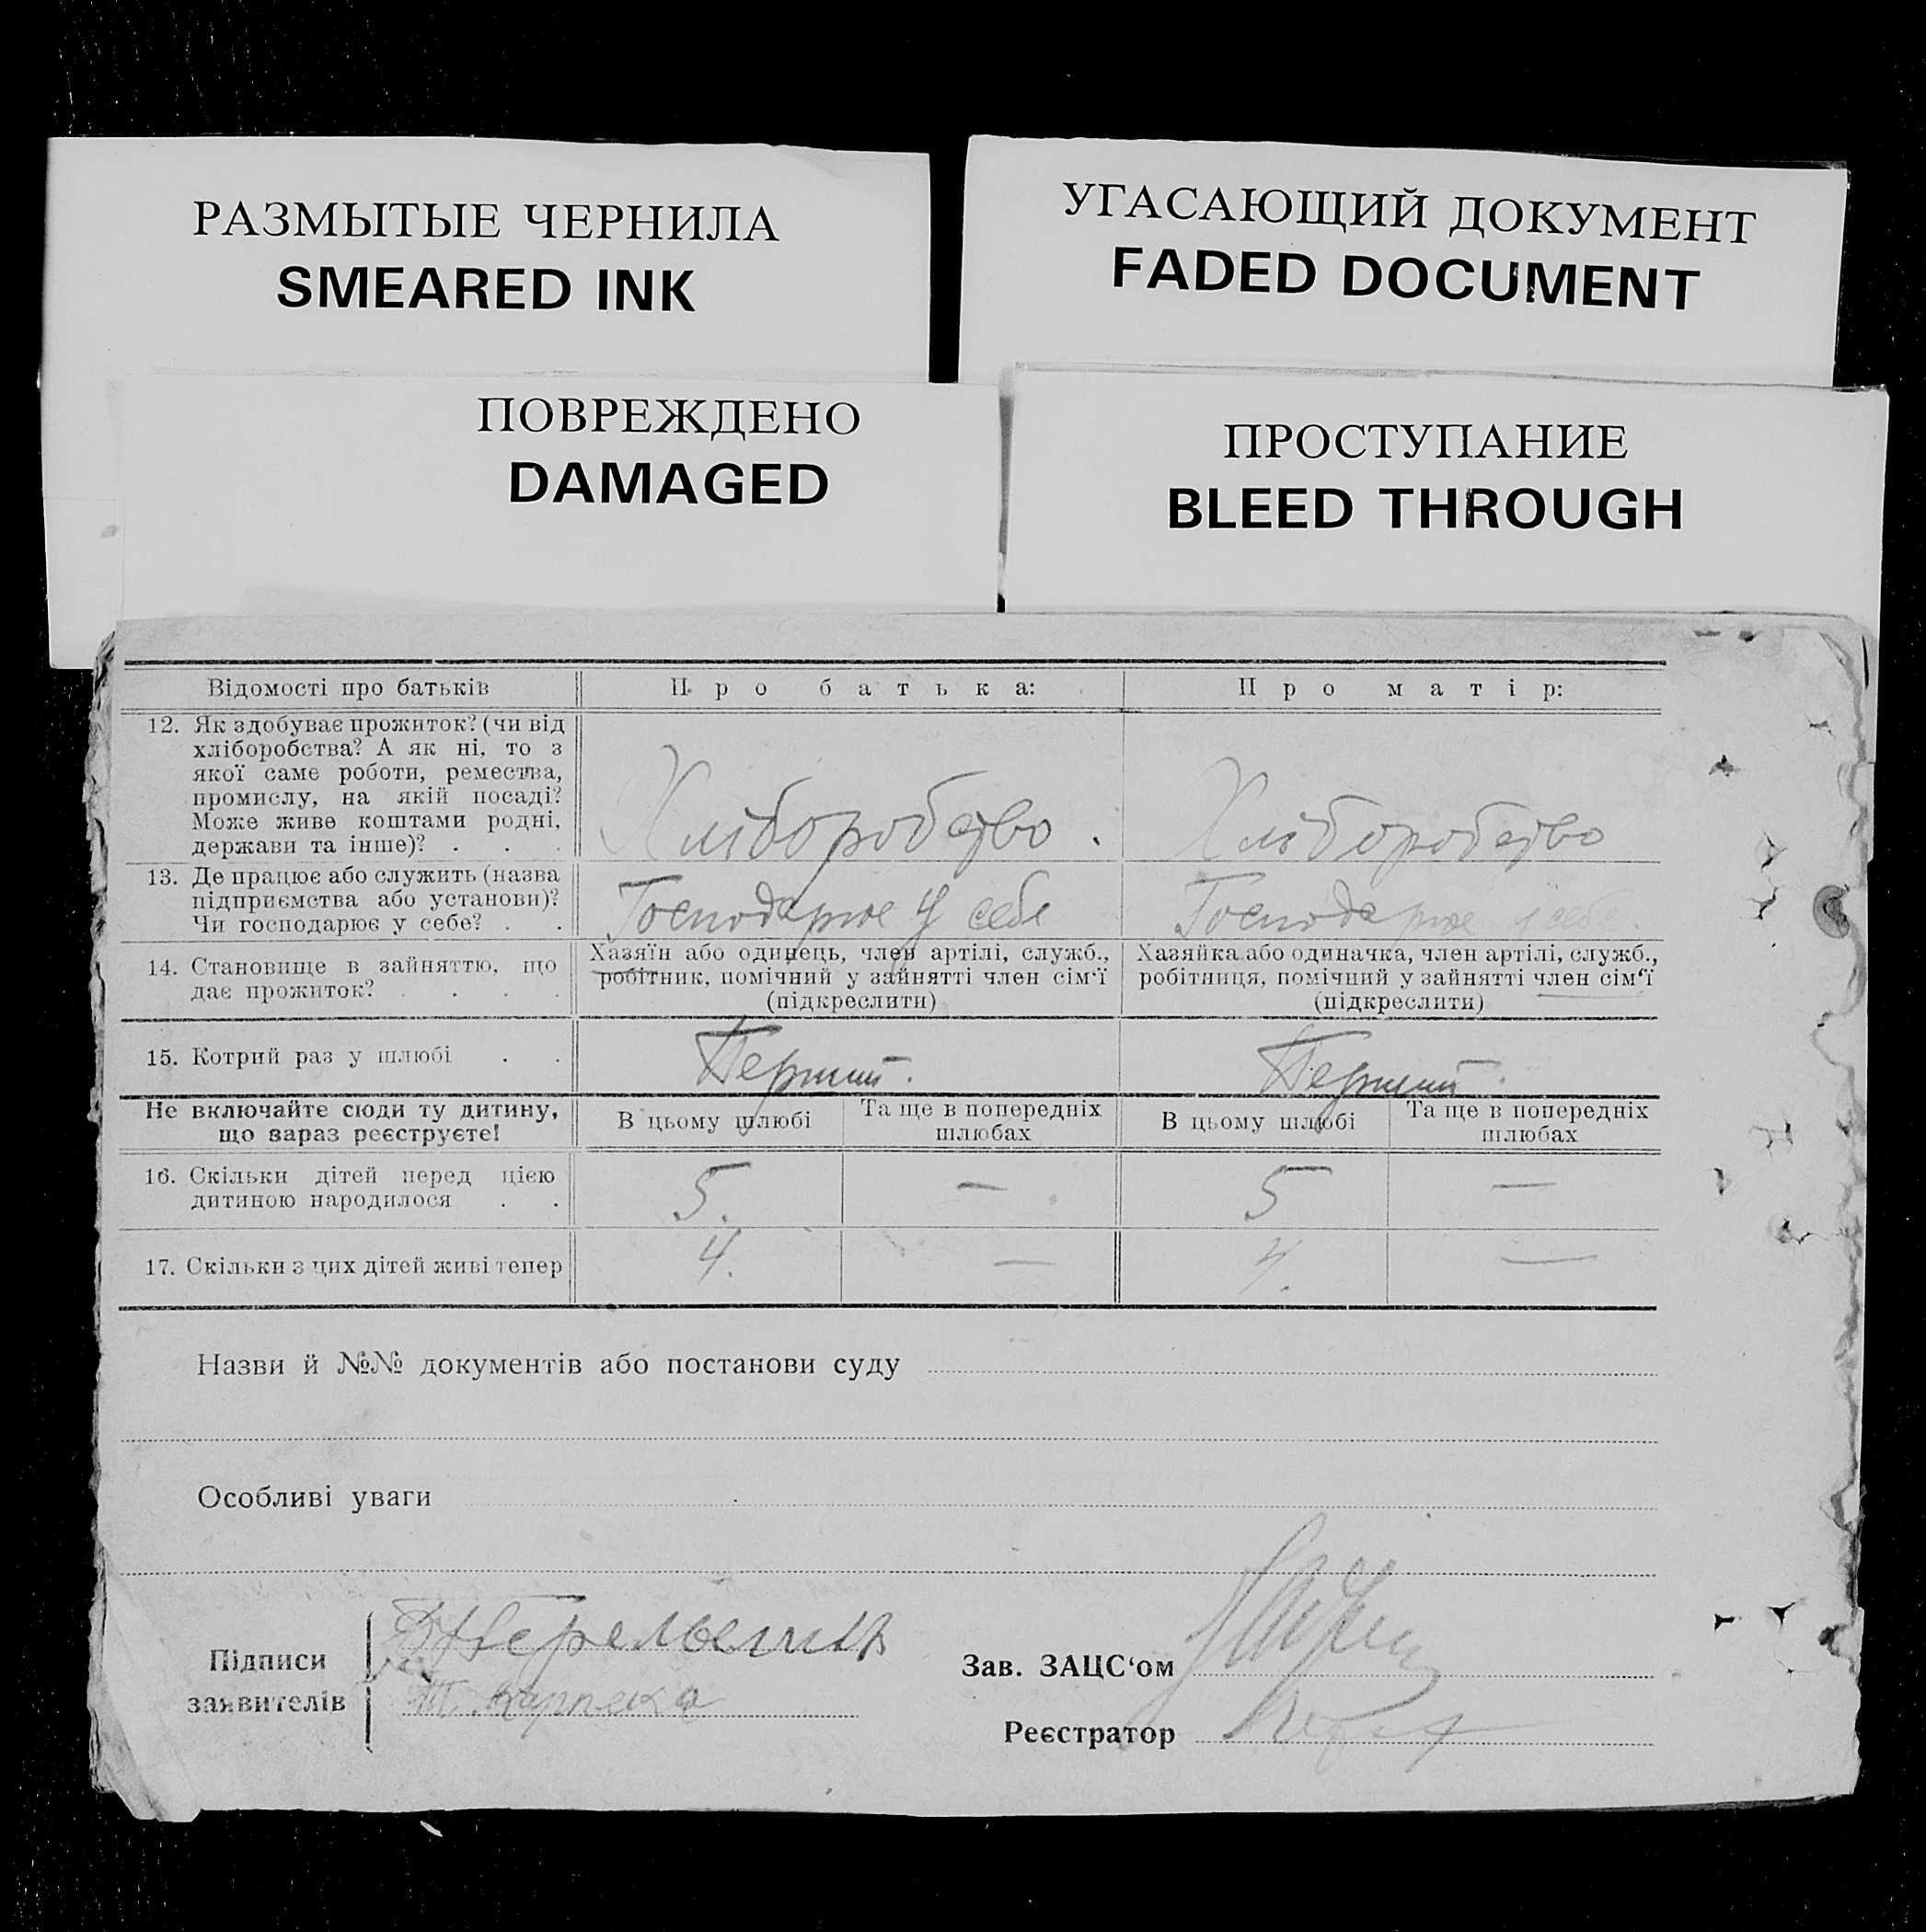 РАЗМЫТЫЕ ЧЕРНИЛА
SMEARED INK
УГАСАЮЩИЙ ДОКУМЕНТ
FADED DOCUMENT
ПОВРЕЖДЕНО
DAMAGED
ПРОСТУПАНИЕ
BLEED THROUGH
Відомості про батьків
Про батька:
Про матір:
12. Як здобуває прожиток? (чи від
хліборобства? А як ні, то з
якої саме роботи, ремества,
промислу, на якій посаді?
Може живе коштами родні,
держави та інше)? . . .
Хліборобство.
Хліборобство
13. Де працює або служить (назва
підприємства або установи)?
Чи господарює у себе? . .
Господарює у себе
Господарює у себе.
14. Становище в зайняттю, що
дає прожиток? . . . .
Хазяїн або одинець, член артілі, служб.,
робітник, помічний у зайнятті член сім'ї
(підкреслити)
Хазяйка або одиначка, член артілі, служб.,
робітниця, помічний у зайнятті член сім'ї
(підкреслити)
15. Котрий раз у шлюбі . .
Перший.
Перший.
Не включайте сюди ту дитину,
що зараз реєструєте!
В цьому шлюбі
Та ще в попередніх
шлюбах
В цьому шлюбі
Та ще в попередніх
шлюбах
16. Скільки дітей перед цією
дитиною народилося . .
5.
—
5
—
17. Скільки з цих дітей живі тепер
4.
—
4.
—
Назви й №№ документів або постанови суду
Особливі уваги
Підписи
заявителів
Зав. ЗАЦС'ом
Реєстратор